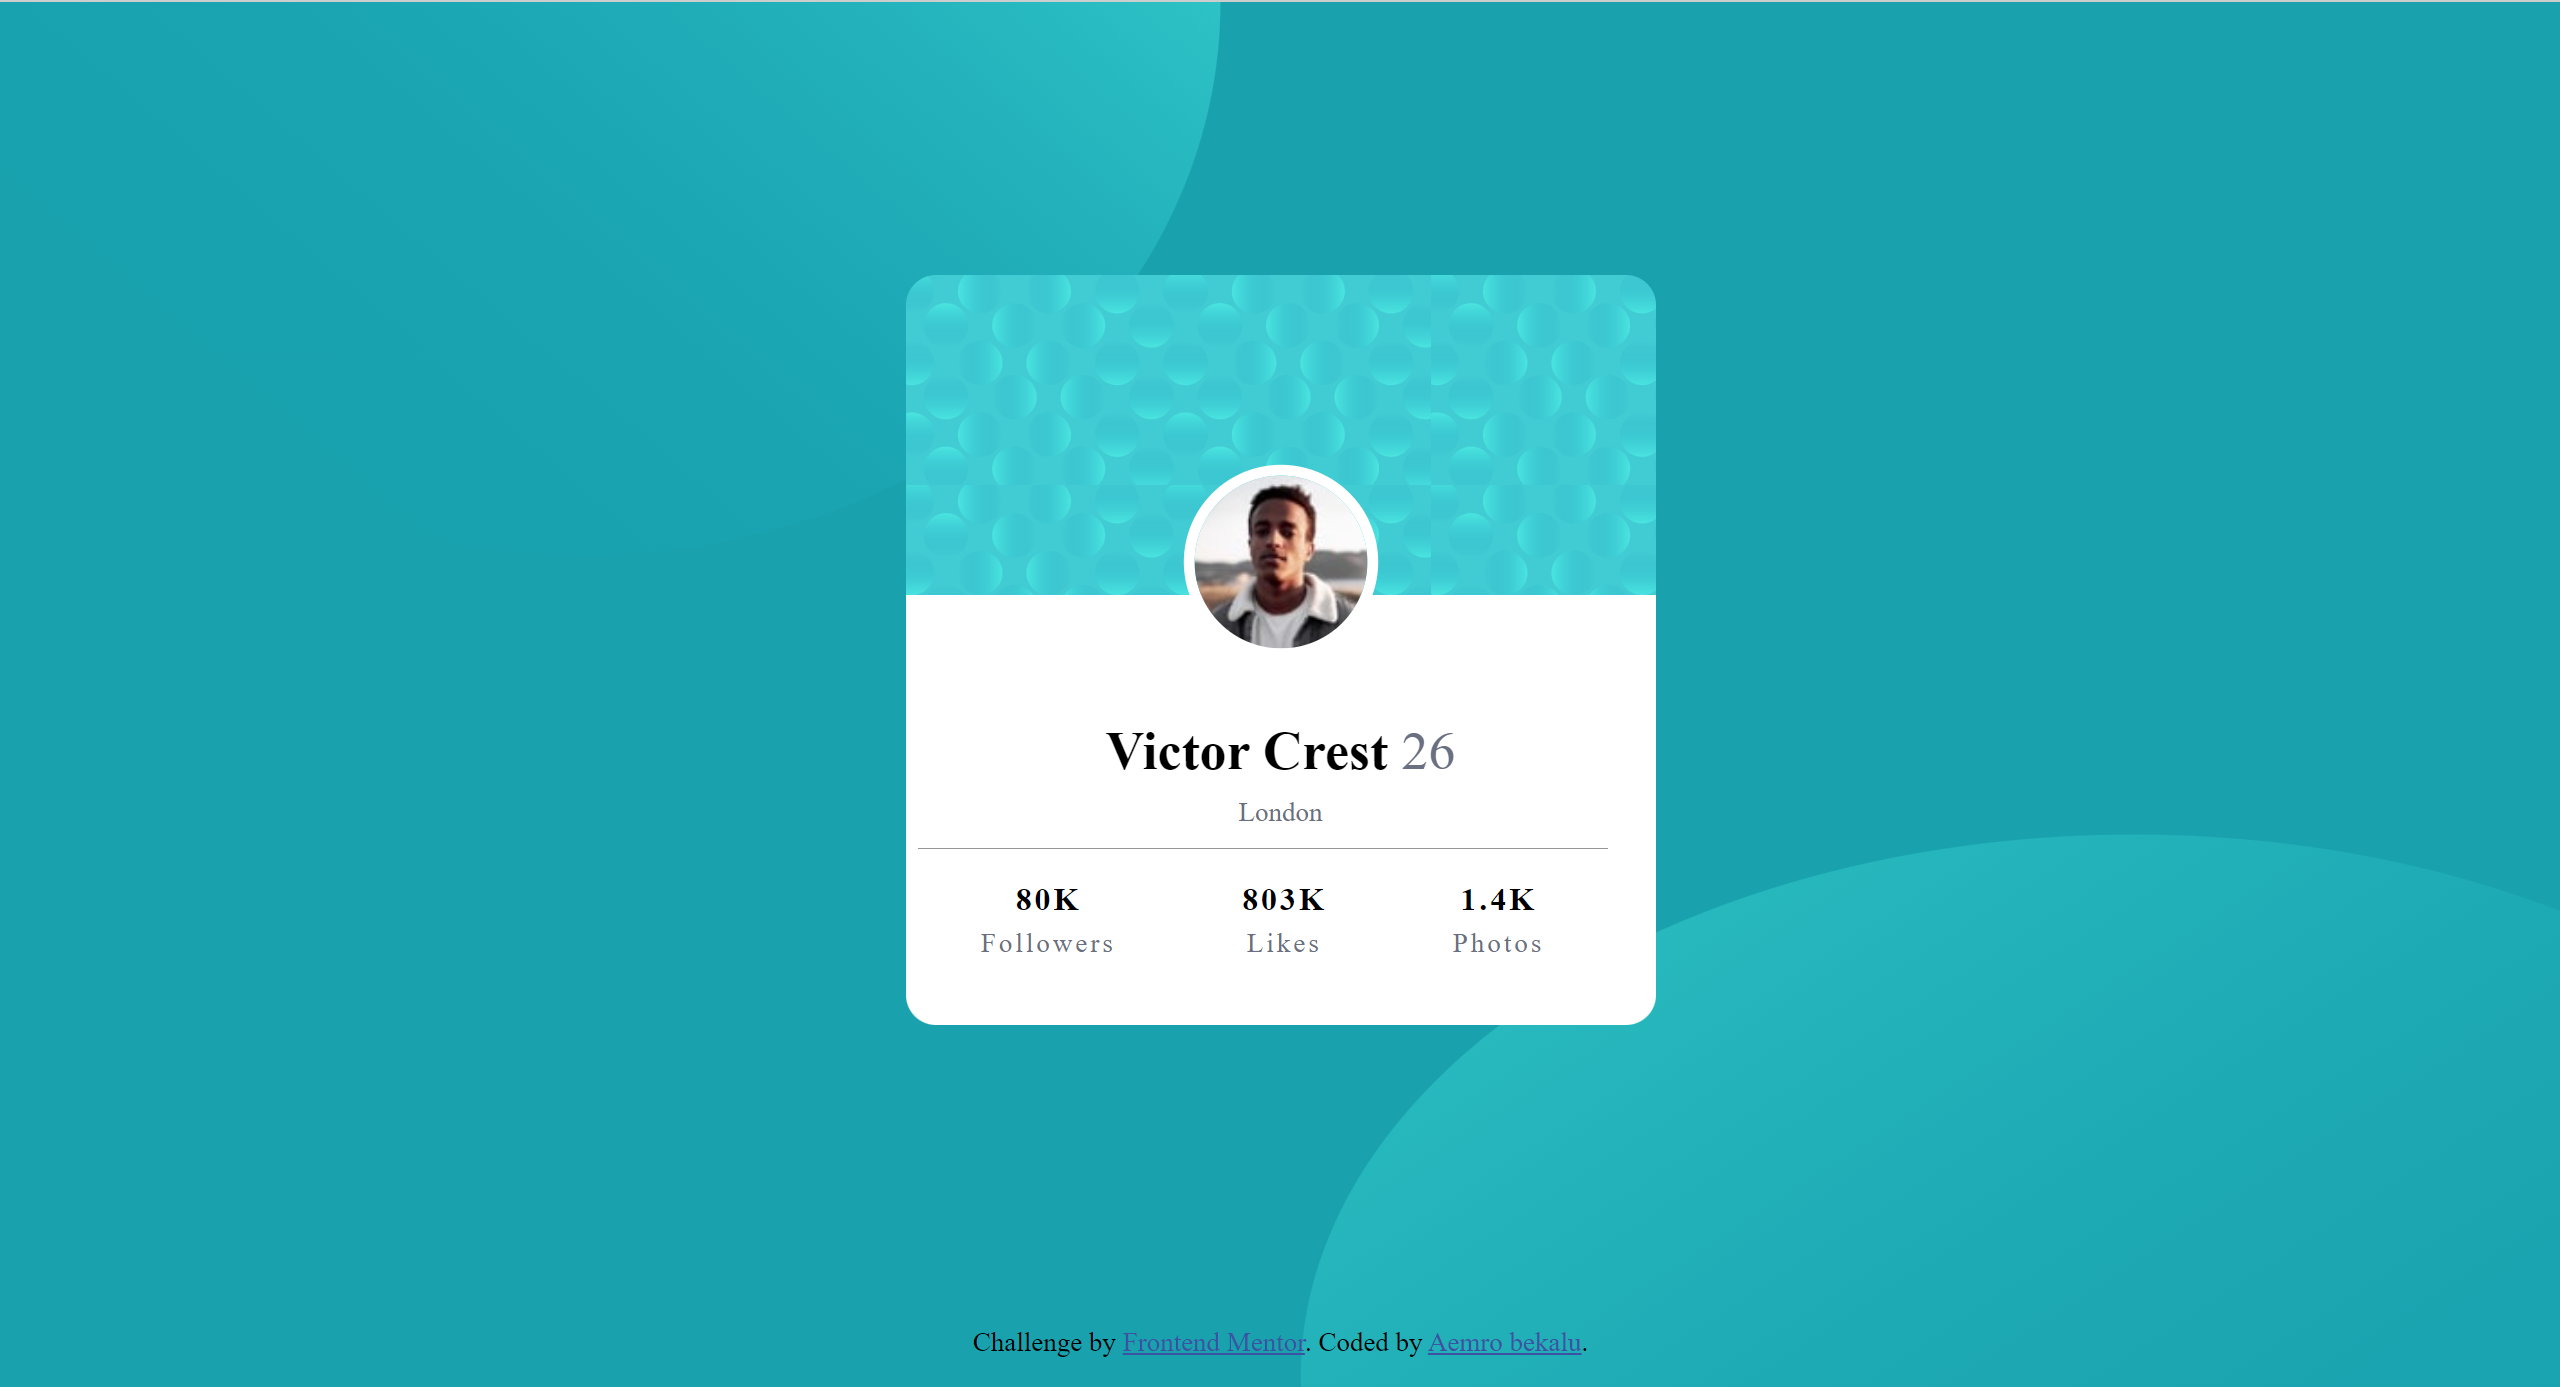 Victor Crest 26
London
80K 803K 1.4K
Followers Likes Photos
Challenge by Frontend Mentor. Coded by Aemro bekalu.